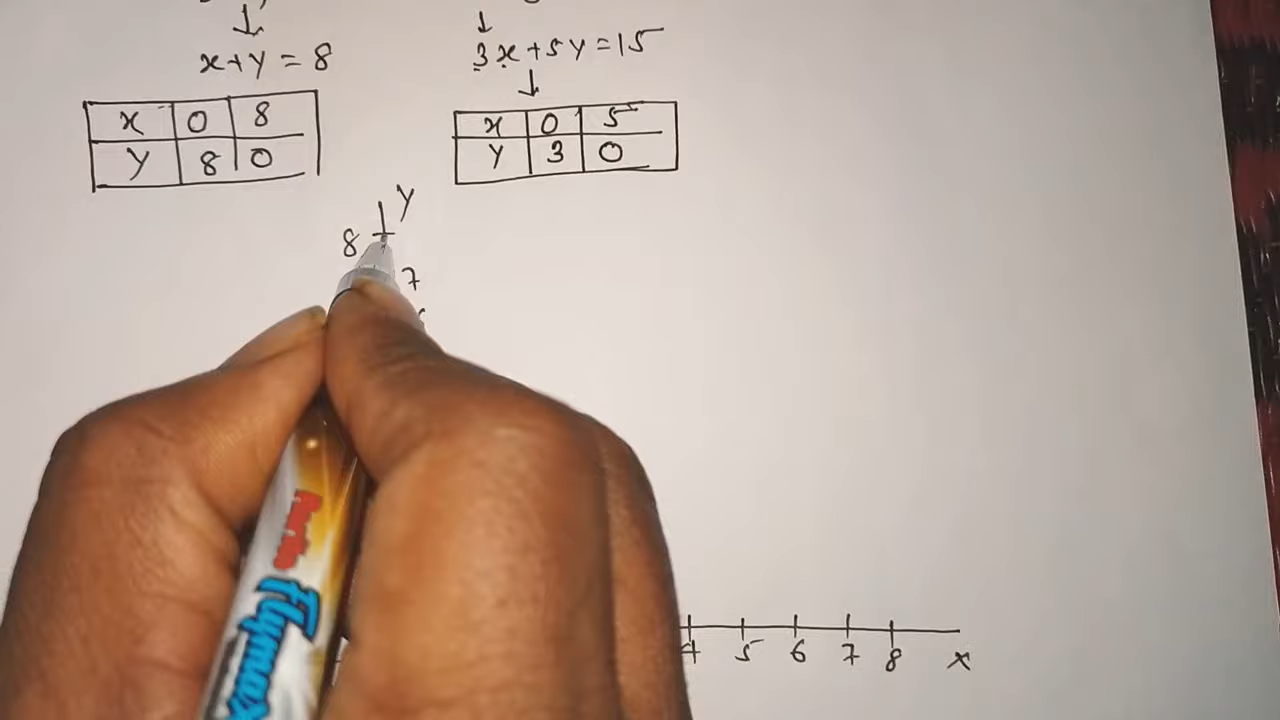 x+y = 8
3x+5y=15
x 0 8
y 8 0
x 0 5
y 3 0
y
8
7
4 5 6 7 8 x
Flymax